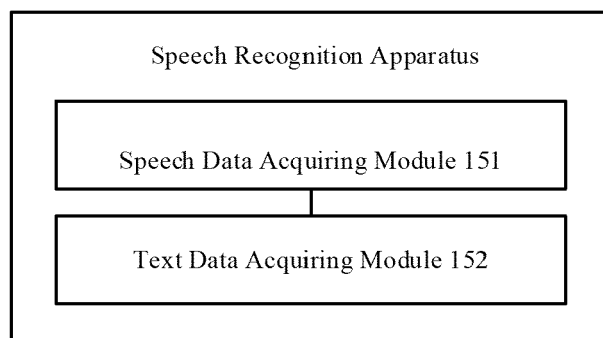 Speech Recognition Apparatus
Speech Data Acquiring Module 151
Text Data Acquiring Module 152